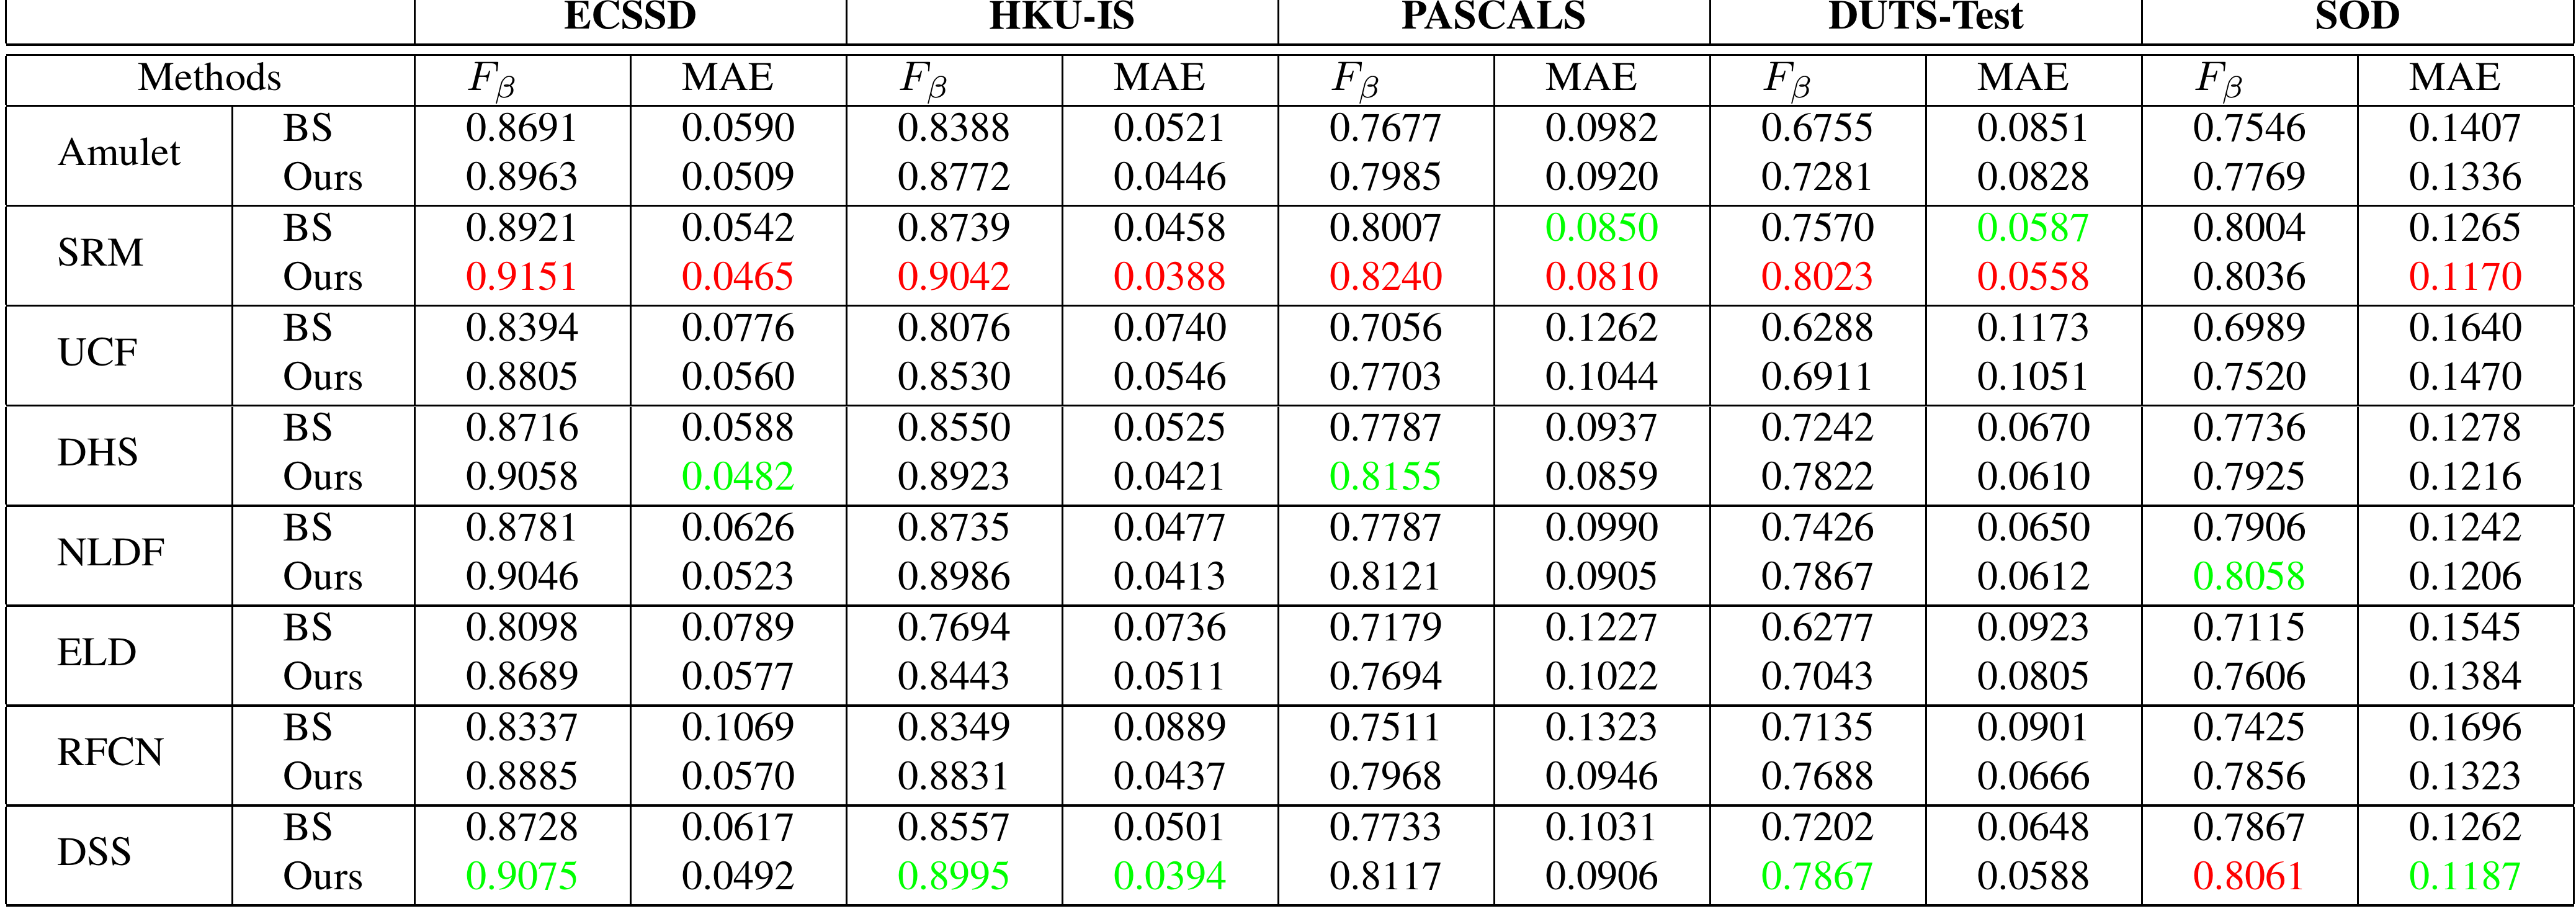 ECSSD HKU-IS PASCALS DUTS-Test SOD
Methods Fβ MAE Fβ MAE Fβ MAE Fβ MAE Fβ MAE
Amulet BS 0.8691 0.0590 0.8388 0.0521 0.7677 0.0982 0.6755 0.0851 0.7546 0.1407
Ours 0.8963 0.0509 0.8772 0.0446 0.7985 0.0920 0.7281 0.0828 0.7769 0.1336
SRM BS 0.8921 0.0542 0.8739 0.0458 0.8007 0.0850 0.7570 0.0587 0.8004 0.1265
Ours 0.9151 0.0465 0.9042 0.0388 0.8240 0.0810 0.8023 0.0558 0.8036 0.1170
UCF BS 0.8394 0.0776 0.8076 0.0740 0.7056 0.1262 0.6288 0.1173 0.6989 0.1640
Ours 0.8805 0.0560 0.8530 0.0546 0.7703 0.1044 0.6911 0.1051 0.7520 0.1470
DHS BS 0.8716 0.0588 0.8550 0.0525 0.7787 0.0937 0.7242 0.0670 0.7736 0.1278
Ours 0.9058 0.0482 0.8923 0.0421 0.8155 0.0859 0.7822 0.0610 0.7925 0.1216
NLDF BS 0.8781 0.0626 0.8735 0.0477 0.7787 0.0990 0.7426 0.0650 0.7906 0.1242
Ours 0.9046 0.0523 0.8986 0.0413 0.8121 0.0905 0.7867 0.0612 0.8058 0.1206
ELD BS 0.8098 0.0789 0.7694 0.0736 0.7179 0.1227 0.6277 0.0923 0.7115 0.1545
Ours 0.8689 0.0577 0.8443 0.0511 0.7694 0.1022 0.7043 0.0805 0.7606 0.1384
RFCN BS 0.8337 0.1069 0.8349 0.0889 0.7511 0.1323 0.7135 0.0901 0.7425 0.1696
Ours 0.8885 0.0570 0.8831 0.0437 0.7968 0.0946 0.7688 0.0666 0.7856 0.1323
DSS BS 0.8728 0.0617 0.8557 0.0501 0.7733 0.1031 0.7202 0.0648 0.7867 0.1262
Ours 0.9075 0.0492 0.8995 0.0394 0.8117 0.0906 0.7867 0.0588 0.8061 0.1187